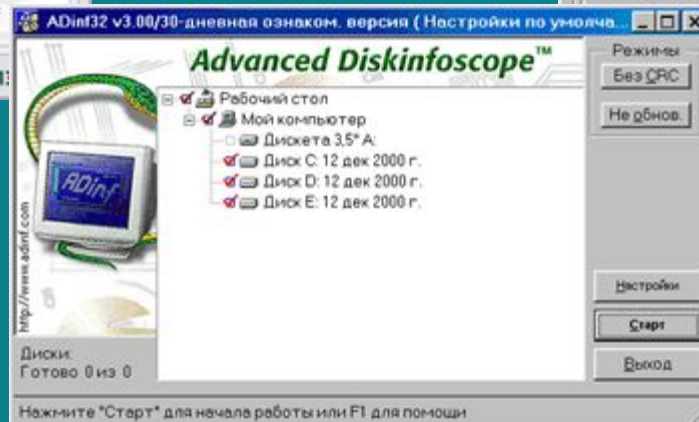 ADinf32 v3.00/30-дневная ознаком. версия ( Настройки по умолча...
Advanced Diskinfoscope™
Режимы
Без CRC
Не обнов.
Рабочий стол
Мой компьютер
Дискета 3,5" A:
Диск C: 12 дек 2000 г.
Диск D: 12 дек 2000 г.
Диск E: 12 дек 2000 г.
ADinf
http://www.adinf.com
Настройки
Старт
Выход
Диски:
Готово 0 из 0
Нажмите "Старт" для начала работы или F1 для помощи